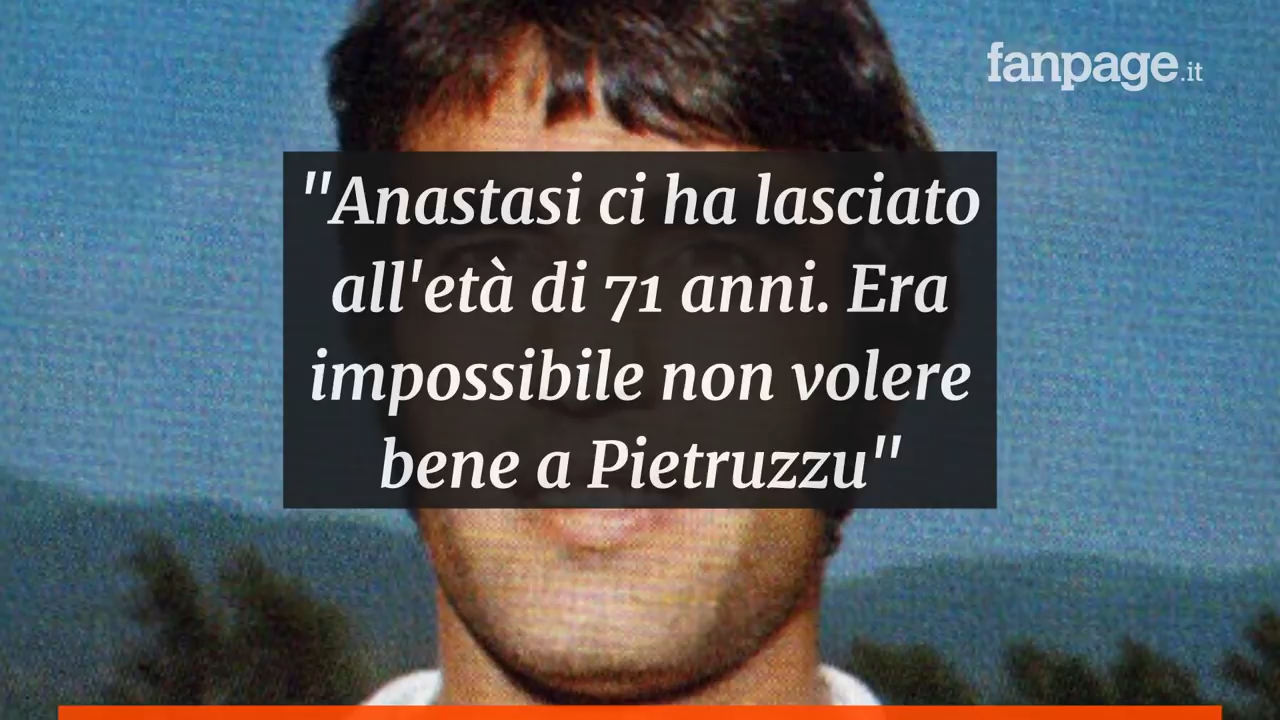 fanpage.it
"Anastasi ci ha lasciato
all'età di 71 anni. Era
impossibile non volere
bene a Pietruzzu"